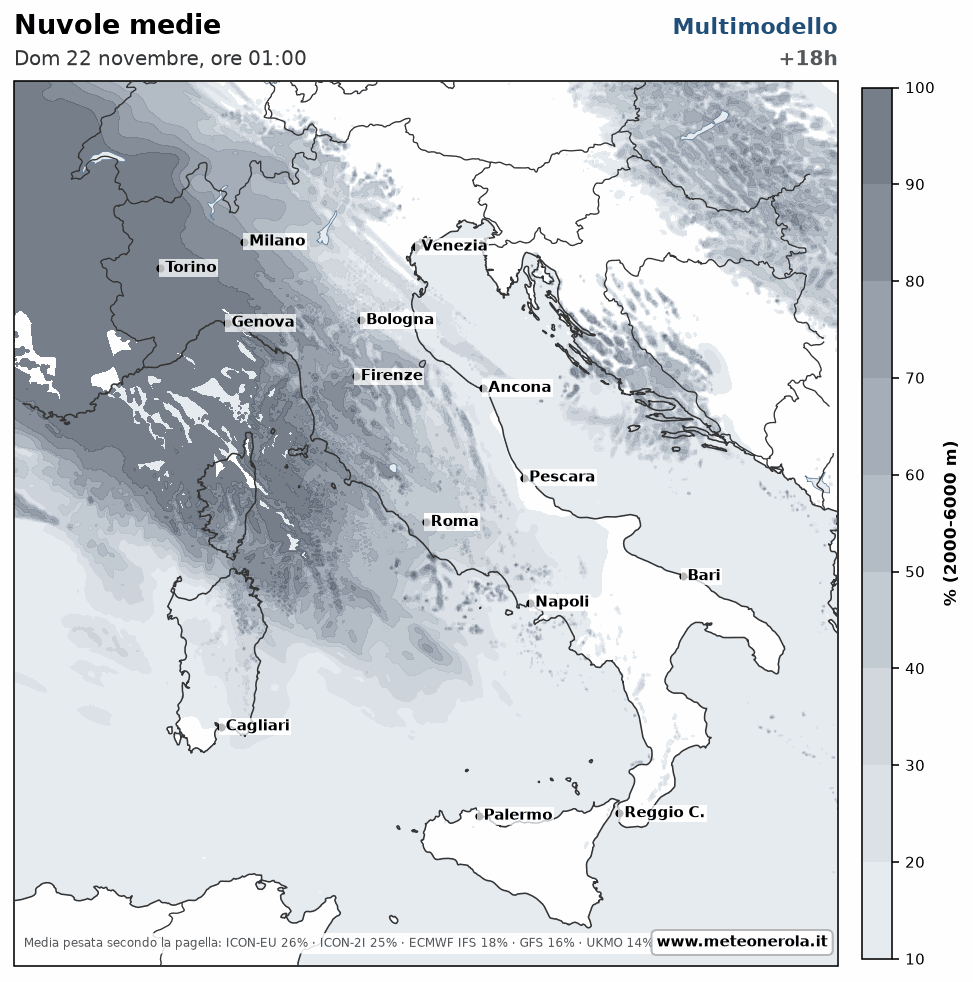 Nuvole medie
Multimodello
Dom 22 novembre, ore 01:00
+18h
100
90
80
70
60
50
40
30
20
10
% (2000-6000 m)
Milano
Venezia
Torino
Genova
Bologna
Firenze
Ancona
Pescara
Roma
Bari
Napoli
Cagliari
Palermo
Reggio C.
Media pesata secondo la pagella: ICON-EU 26% · ICON-2I 25% · ECMWF IFS 18% · GFS 16% · UKMO 14%
www.meteonerola.it